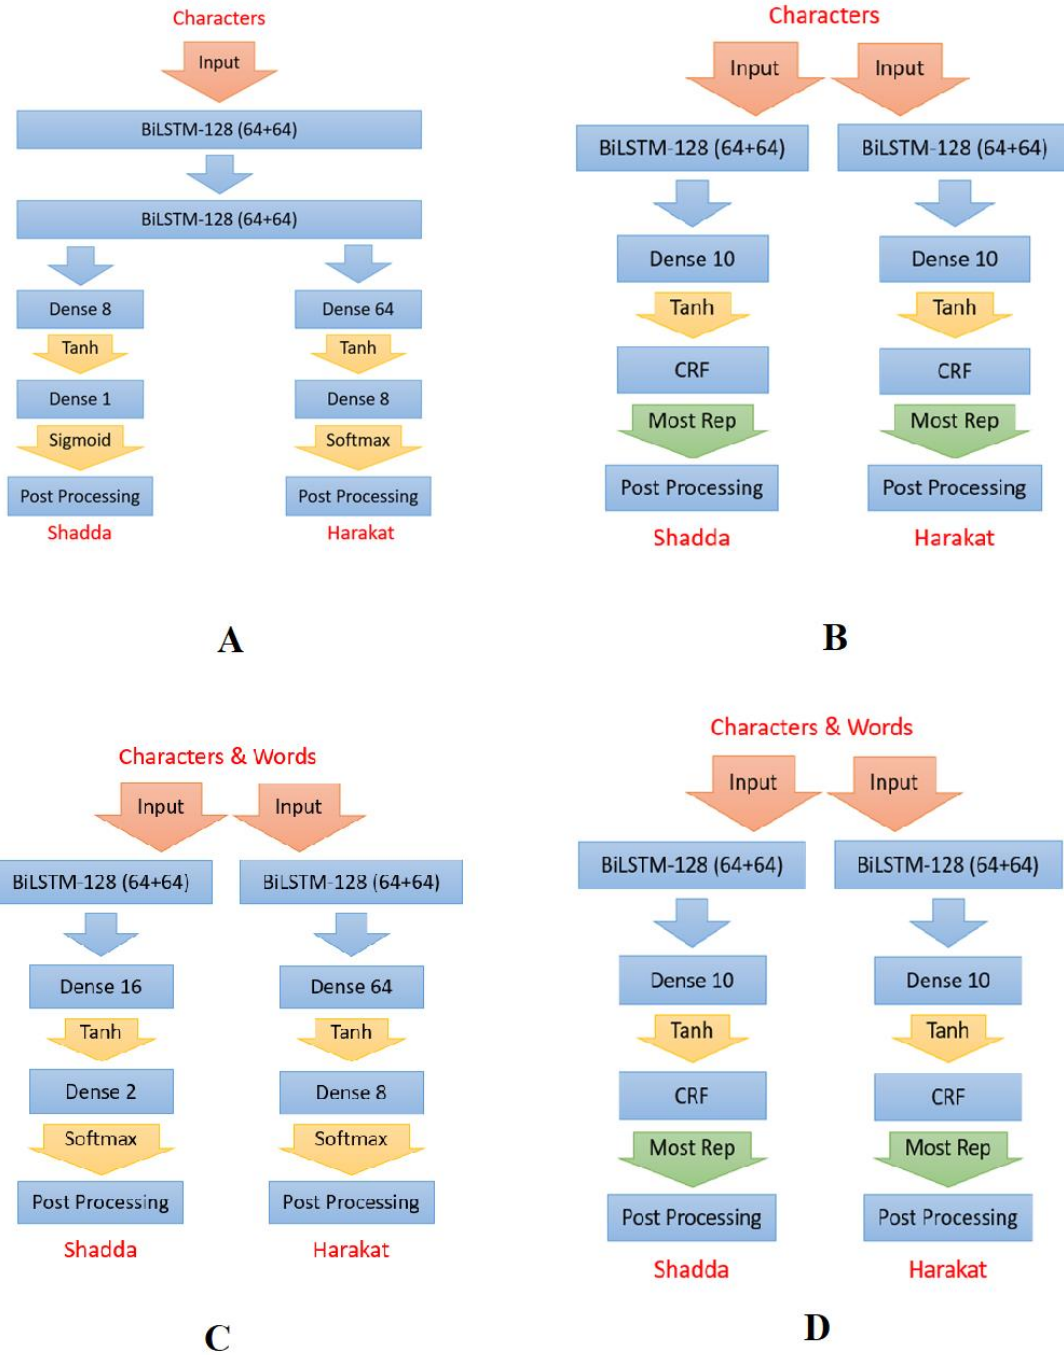 Characters
Input
BiLSTM-128 (64+64)
BiLSTM-128 (64+64)
Dense 8 Dense 64
Tanh Tanh
Dense 1 Dense 8
Sigmoid Softmax
Post Processing Post Processing
Shadda Harakat
A
Characters
Input Input
BiLSTM-128 (64+64) BiLSTM-128 (64+64)
Dense 10 Dense 10
Tanh Tanh
CRF CRF
Most Rep Most Rep
Post Processing Post Processing
Shadda Harakat
B
Characters & Words
Input Input
BiLSTM-128 (64+64) BiLSTM-128 (64+64)
Dense 16 Dense 64
Tanh Tanh
Dense 2 Dense 8
Softmax Softmax
Post Processing Post Processing
Shadda Harakat
C
Characters & Words
Input Input
BiLSTM-128 (64+64) BiLSTM-128 (64+64)
Dense 10 Dense 10
Tanh Tanh
CRF CRF
Most Rep Most Rep
Post Processing Post Processing
Shadda Harakat
D